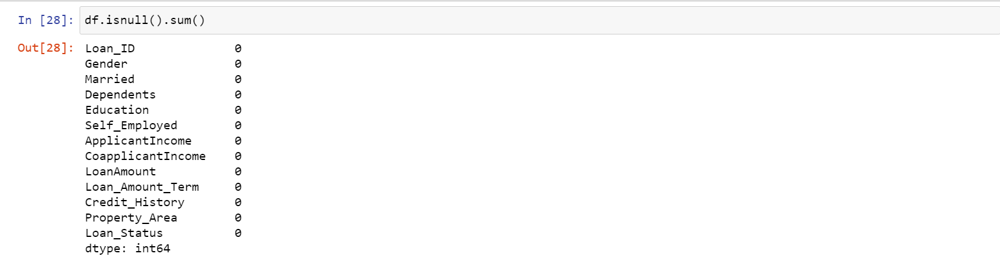 In [28]: df.isnull().sum()
Out[28]: Loan_ID 0
Gender 0
Married 0
Dependents 0
Education 0
Self_Employed 0
ApplicantIncome 0
CoapplicantIncome 0
LoanAmount 0
Loan_Amount_Term 0
Credit_History 0
Property_Area 0
Loan_Status 0
dtype: int64